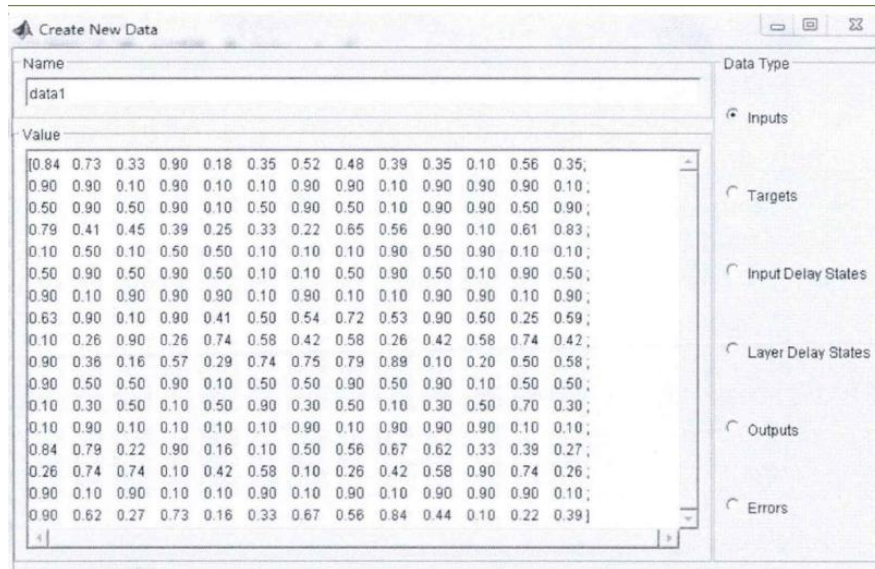 Create New Data
Name
data1
Value
[0.84 0.73 0.33 0.90 0.18 0.35 0.52 0.48 0.39 0.35 0.10 0.56 0.35;
0.90 0.90 0.10 0.90 0.10 0.10 0.90 0.90 0.10 0.90 0.90 0.90 0.10 ;
0.50 0.90 0.50 0.90 0.10 0.50 0.90 0.50 0.10 0.90 0.90 0.50 0.90 ;
0.79 0.41 0.45 0.39 0.25 0.33 0.22 0.65 0.56 0.90 0.10 0.61 0.83 ;
0.10 0.50 0.10 0.50 0.50 0.10 0.10 0.10 0.90 0.50 0.90 0.10 0.10 ;
0.50 0.90 0.50 0.90 0.50 0.10 0.10 0.50 0.90 0.50 0.10 0.90 0.50 ;
0.90 0.10 0.90 0.90 0.90 0.10 0.90 0.10 0.10 0.90 0.90 0.10 0.90 ;
0.63 0.90 0.10 0.90 0.41 0.50 0.54 0.72 0.53 0.90 0.50 0.25 0.59 ;
0.10 0.26 0.90 0.26 0.74 0.58 0.42 0.58 0.26 0.42 0.58 0.74 0.42 ;
0.90 0.36 0.16 0.57 0.29 0.74 0.75 0.79 0.89 0.10 0.20 0.50 0.58 ;
0.90 0.50 0.50 0.90 0.10 0.50 0.50 0.90 0.50 0.90 0.10 0.50 0.50 ;
0.10 0.30 0.50 0.10 0.50 0.90 0.30 0.50 0.10 0.30 0.50 0.70 0.30 ;
0.10 0.90 0.10 0.10 0.10 0.10 0.90 0.10 0.90 0.90 0.90 0.10 0.10 ;
0.84 0.79 0.22 0.90 0.16 0.10 0.50 0.56 0.67 0.62 0.33 0.39 0.27 ;
0.26 0.74 0.74 0.10 0.42 0.58 0.10 0.26 0.42 0.58 0.90 0.74 0.26 ;
0.90 0.10 0.90 0.10 0.10 0.90 0.10 0.90 0.10 0.90 0.90 0.90 0.10 ;
0.90 0.62 0.27 0.73 0.16 0.33 0.67 0.56 0.84 0.44 0.10 0.22 0.39 ]
Data Type
Inputs
Targets
Input Delay States
Layer Delay States
Outputs
Errors